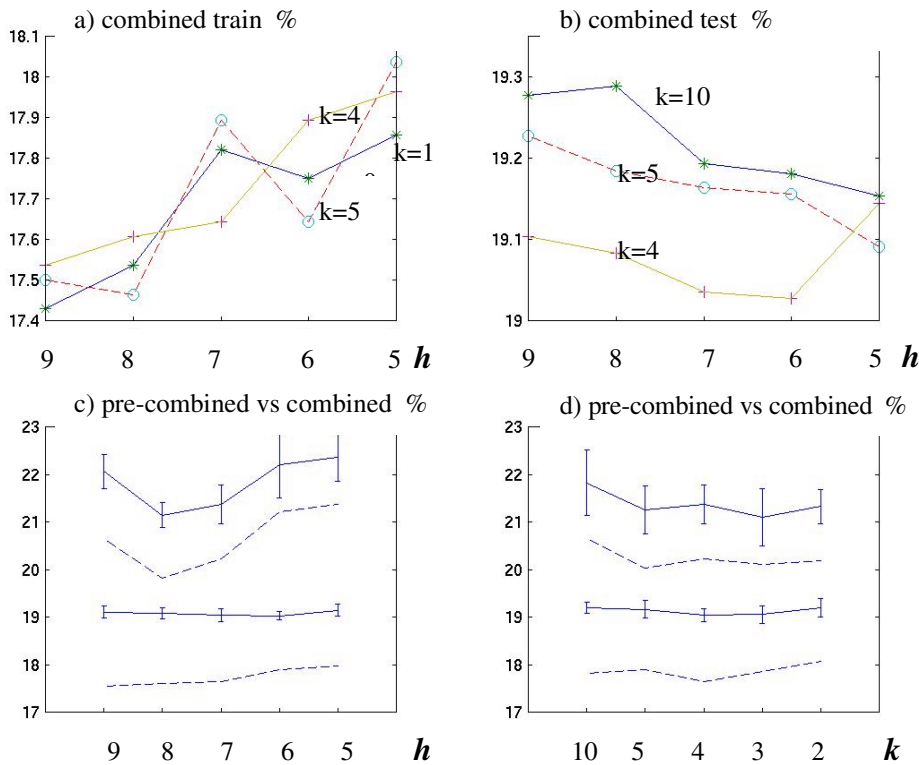 a) combined train %
18.1
18
17.9
17.8
17.7
17.6
17.5
17.4
k=4
k=1
k=5
9 8 7 6 5 h
b) combined test %
19.3
19.2
19.1
19
k=10
k=5
k=4
9 8 7 6 5 h
c) pre-combined vs combined %
23
22
21
20
19
18
17
9 8 7 6 5 h
d) pre-combined vs combined %
23
22
21
20
19
18
17
10 5 4 3 2 k